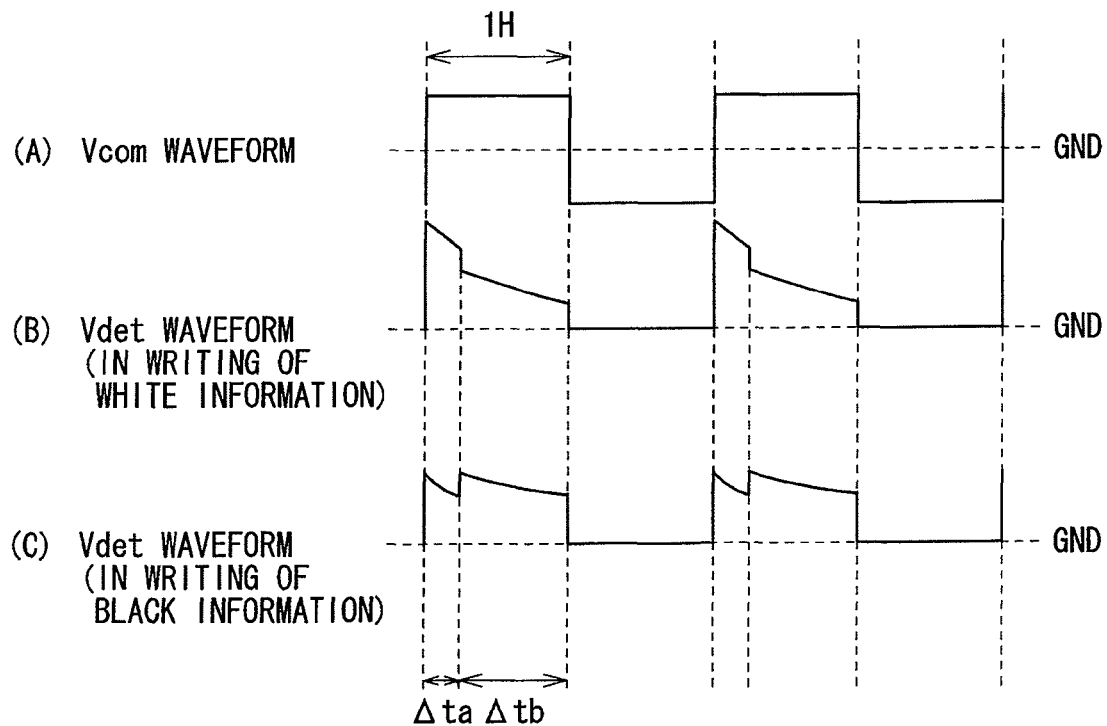 1H
(A) Vcom WAVEFORM
GND
(B) Vdet WAVEFORM
(IN WRITING OF
WHITE INFORMATION)
GND
(C) Vdet WAVEFORM
(IN WRITING OF
BLACK INFORMATION)
GND
Δta Δtb